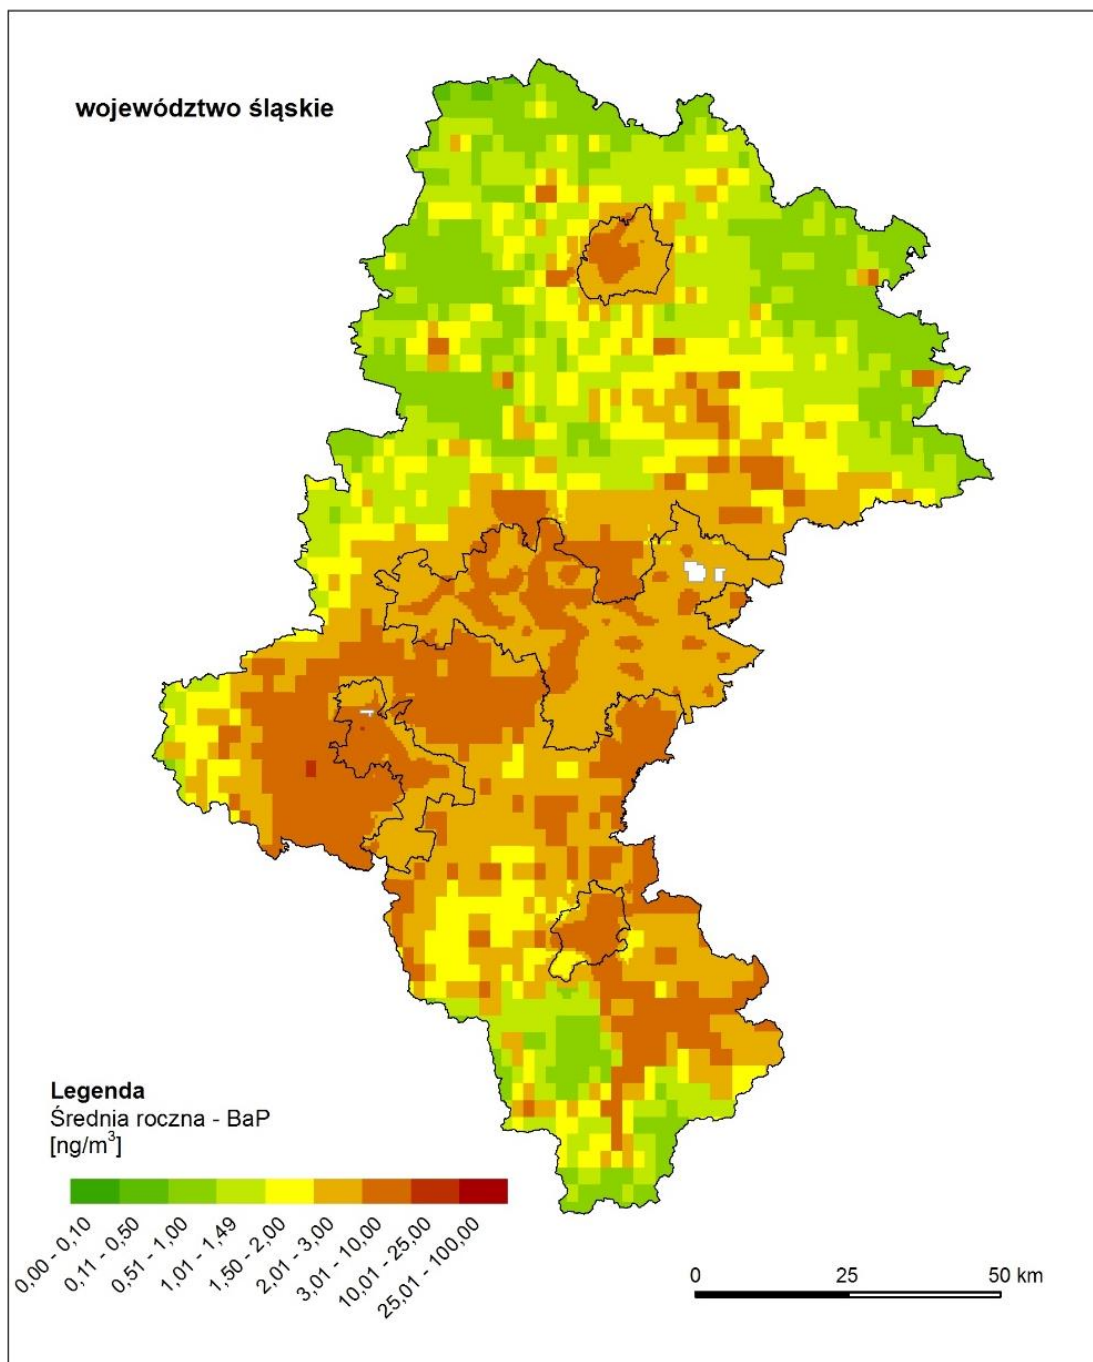 województwo śląskie
Legenda
Średnia roczna - BaP
[ng/m³]
0,00 - 0,10
0,11 - 0,50
0,51 - 1,00
1,01 - 1,49
1,50 - 2,00
2,01 - 3,00
3,01 - 10,00
10,01 - 25,00
25,01 - 100,00
0 25 50 km